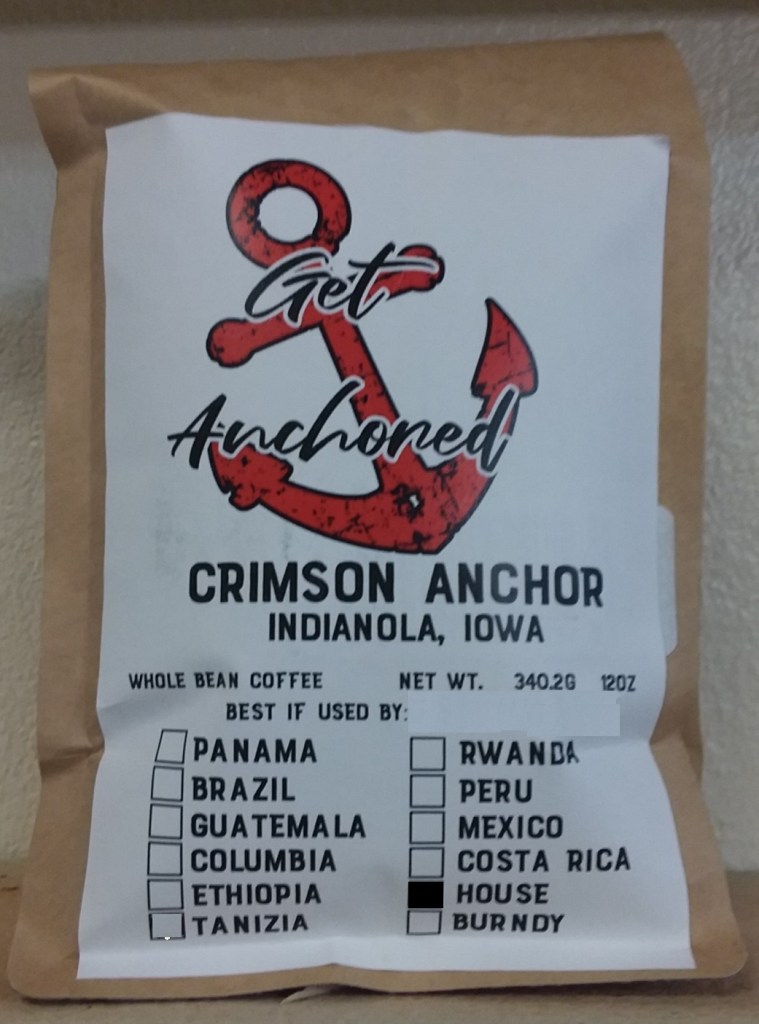 Get
Anchored
CRIMSON ANCHOR
INDIANOLA, IOWA
WHOLE BEAN COFFEE NET WT. 340.2G 12OZ
BEST IF USED BY:
PANAMA RWANDA
BRAZIL PERU
GUATEMALA MEXICO
COLUMBIA COSTA RICA
ETHIOPIA HOUSE
TANIZIA BURNDY